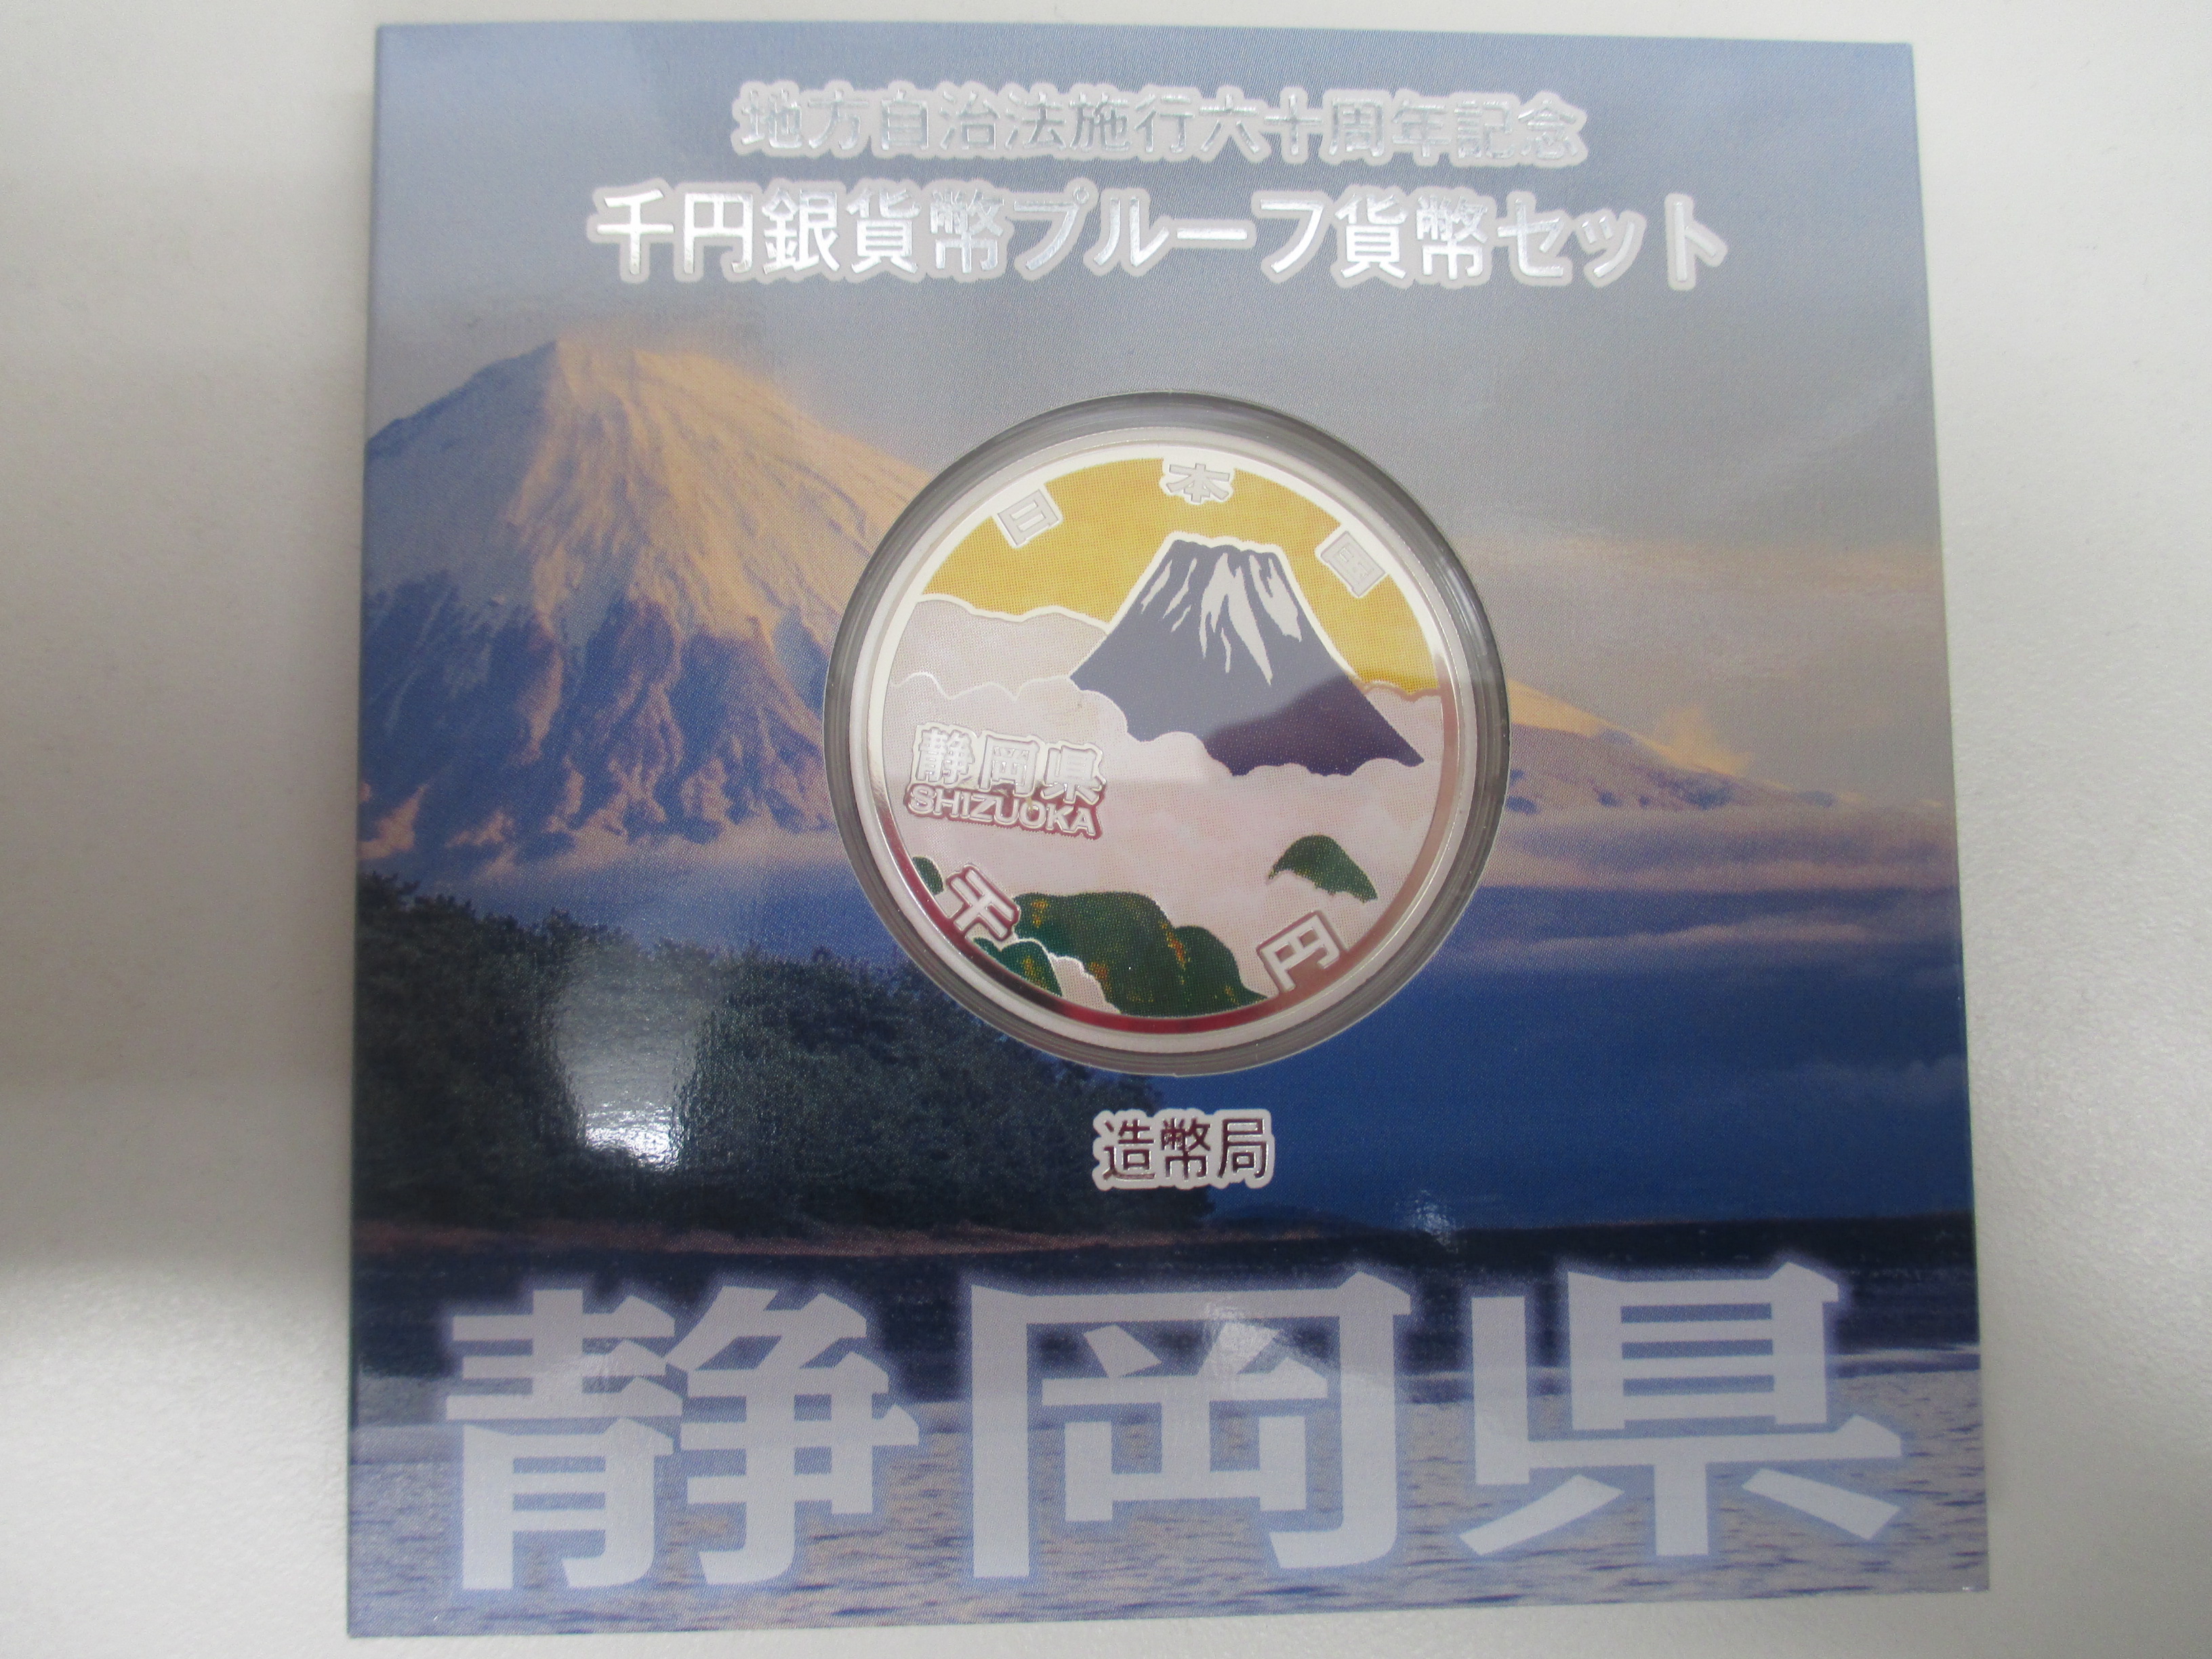 地方自治法施行六十周年記念
千円銀貨幣プルーフ貨幣セット
日本国
静岡県
SHIZUOKA
千円
造幣局
静岡県